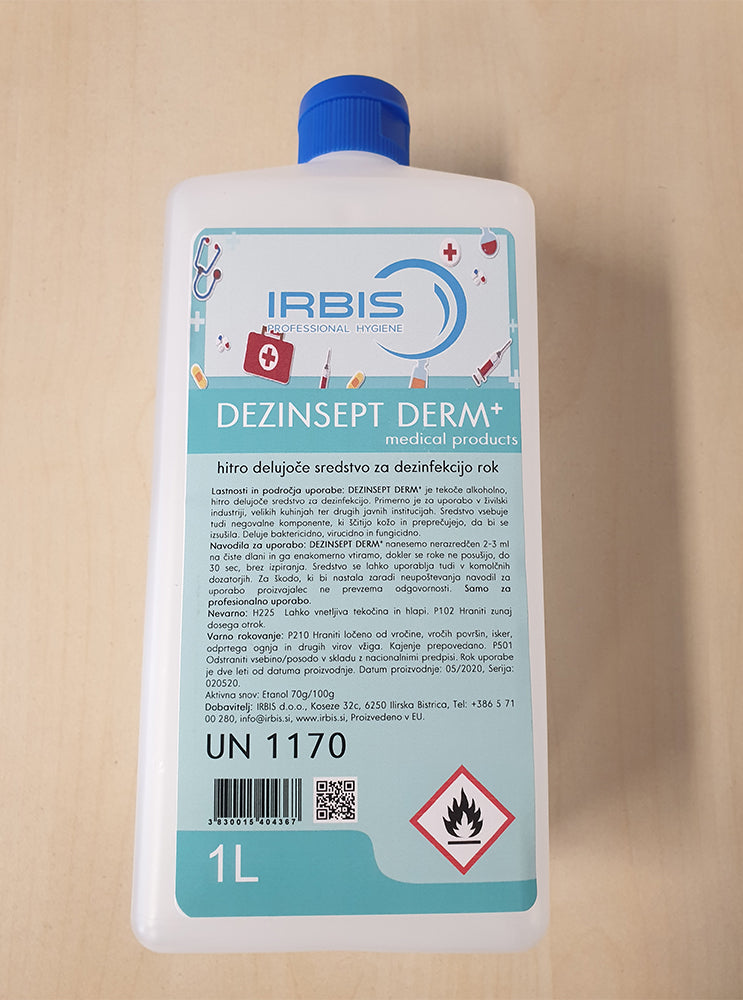 IRBIS
PROFESSIONAL HYGIENE
DEZINSEPT DERM+
medical products
hitro delujoče sredstvo za dezinfekcijo rok
Lastnosti in področja uporabe: DEZINSEPT DERM+ je tekoče alkoholno,
hitro delujoče sredstvo za dezinfekcijo. Primerno je za uporabo v živilski
industriji, velikih kuhinjah ter drugih javnih institucijah. Sredstvo vsebuje
tudi negovalne komponente, ki ščitijo kožo in preprečujejo, da bi se
izsušila. Deluje baktericidno, virucidno in fungicidno.
Navodila za uporabo: DEZINSEPT DERM+ nanesemo nerazredčen 2-3 ml
na čiste dlani in ga enakomerno vtiramo, dokler se roke ne posušijo, do
30 sec, brez izpiranja. Sredstvo se lahko uporablja tudi v komolčnih
dozatorjih. Za škodo, ki bi nastala zaradi neupoštevanja navodil za
uporabo proizvajalec ne prevzema odgovornosti. Samo za
profesionalno uporabo.
Nevarno: H225 Lahko vnetljiva tekočina in hlapi. P102 Hraniti zunaj
dosega otrok.
Varno rokovanje: P210 Hraniti ločeno od vročine, vročih površin, isker,
odprtega ognja in drugih virov vžiga. Kajenje prepovedano. P501
Odstraniti vsebino/posodo v skladu z nacionalnimi predpisi. Rok uporabe
je dve leti od datuma proizvodnje. Datum proizvodnje: 05/2020, Serija:
020520.
Aktivna snov: Etanol 70g/100g
Dobavitelj: IRBIS d.o.o., Koseze 32c, 6250 Ilirska Bistrica, Tel: +386 5 71
00 280, info@irbis.si, www.irbis.si, Proizvedeno v EU.
UN 1170
3830015404367
1L